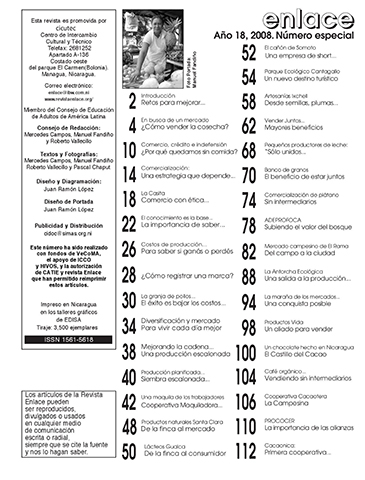 Esta revista es promovida por
cicutec
Centro de Intercambio
Cultural y Técnico
Telefax: 2681252
Apartado A-136
Costado oeste
del parque El Carmen(Bolonia).
Managua, Nicaragua.
Correo electrónico:
enlace@ibw.com.ni
www.revistaenlace.org/
Miembro del Consejo de Educación
de Adultos de América Latina
Consejo de Redacción:
Mercedes Campos, Manuel Fandiño
y Roberto Vallecillo
Textos y Fotografías:
Mercedes Campos, Manuel Fandiño
Roberto Vallecillo y Pascal Chaput
Diseño y Diagramación:
Juan Ramón López
Diseño de Portada
Juan Ramón López
Publicidad y Distribución
cidoc@simas.org.ni
Este número ha sido realizado
con fondos de VeCoMA,
el apoyo de ICCO
y HIVOS, y la autorización
de CATIE y revista Enlace
que han permitido reimprimir
estos artículos.
Impreso en Nicaragua
en los talleres gráficos
de EDISA
Tiraje: 3,500 ejemplares
ISSN 1561-5618
Los artículos de la Revista
Enlace pueden
ser reproducidos,
divulgados o usados
en cualquier medio
de comunicación
escrita o radial,
siempre que se cite la fuente
y nos lo hagan saber.
Foto Portada
Manuel Fandiño
enlace
Año 18, 2008. Número especial
2 Introducción
Retos para mejorar...
4 En busca de un mercado
¿Cómo vender la cosecha?
10 Comercio, crédito e indefensión
¿Por qué quedamos sin comida?
14 Comercialización:
Una estrategia que depende...
18 La Casita
Comercio con ética...
22 El conocimiento es la base...
La importancia de saber...
26 Costos de producción...
Para saber si ganás o perdés
28 ¿Cómo registrar una marca?
30 La granja de pollos...
El éxito es bajar los costos...
34 Diversificación y mercado
Para vivir cada día mejor
38 Mejorando la cadena...
Una producción escalonada
40 Producción planificada...
Siembra escalonada...
42 Una maquila de los trabajadores
Cooperativa Maquiladora...
48 Productos naturales Santa Clara
De la finca al mercado
50 Lácteos Gualca
De la finca al consumidor
52 El cañón de Somoto
Una empresa de short...
54 Parque Ecológico Cantagallo
Un nuevo destino turístico
58 Artesanías Ixchell
Desde semillas, plumas...
62 Vender Juntos...
Mayores beneficios
68 Pequeños productores de leche:
"Sólo unidos...
70 Banco de granos
El beneficio de estar juntos
74 Comercialización de plátano
Sin intermediarios
78 ADEPROFOCA
Subiendo el valor del bosque
82 Mercado campesino de El Rama
Del campo a la ciudad
88 La Antorcha Ecológica
Una salida a la producción...
94 La maraña de los mercados...
Una conquista posible
98 Productos Vida
Un aliado para vender
100 Un chocolate hecho en Nicaragua
El Castillo del Cacao
104 Café orgánico...
Vendiendo sin intermediarios
106 Cooperativa Cacaotera
La Campesina
110 PROCOCER
La importancia de las alianzas
112 Cacaonica:
Primera cooperativa...